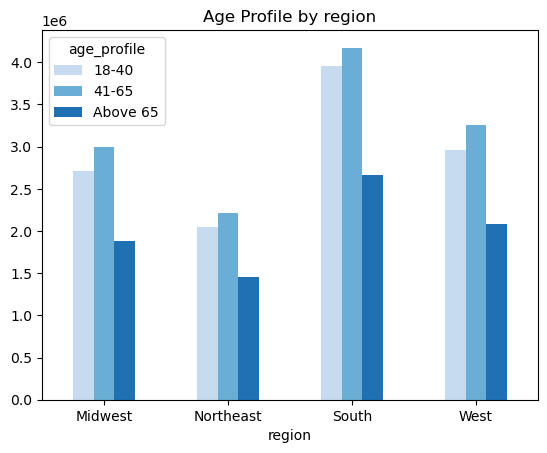 Age Profile by region
1e6
age_profile
18-40
41-65
Above 65
4.0
3.5
3.0
2.5
2.0
1.5
1.0
0.5
0.0
Midwest Northeast South West
region